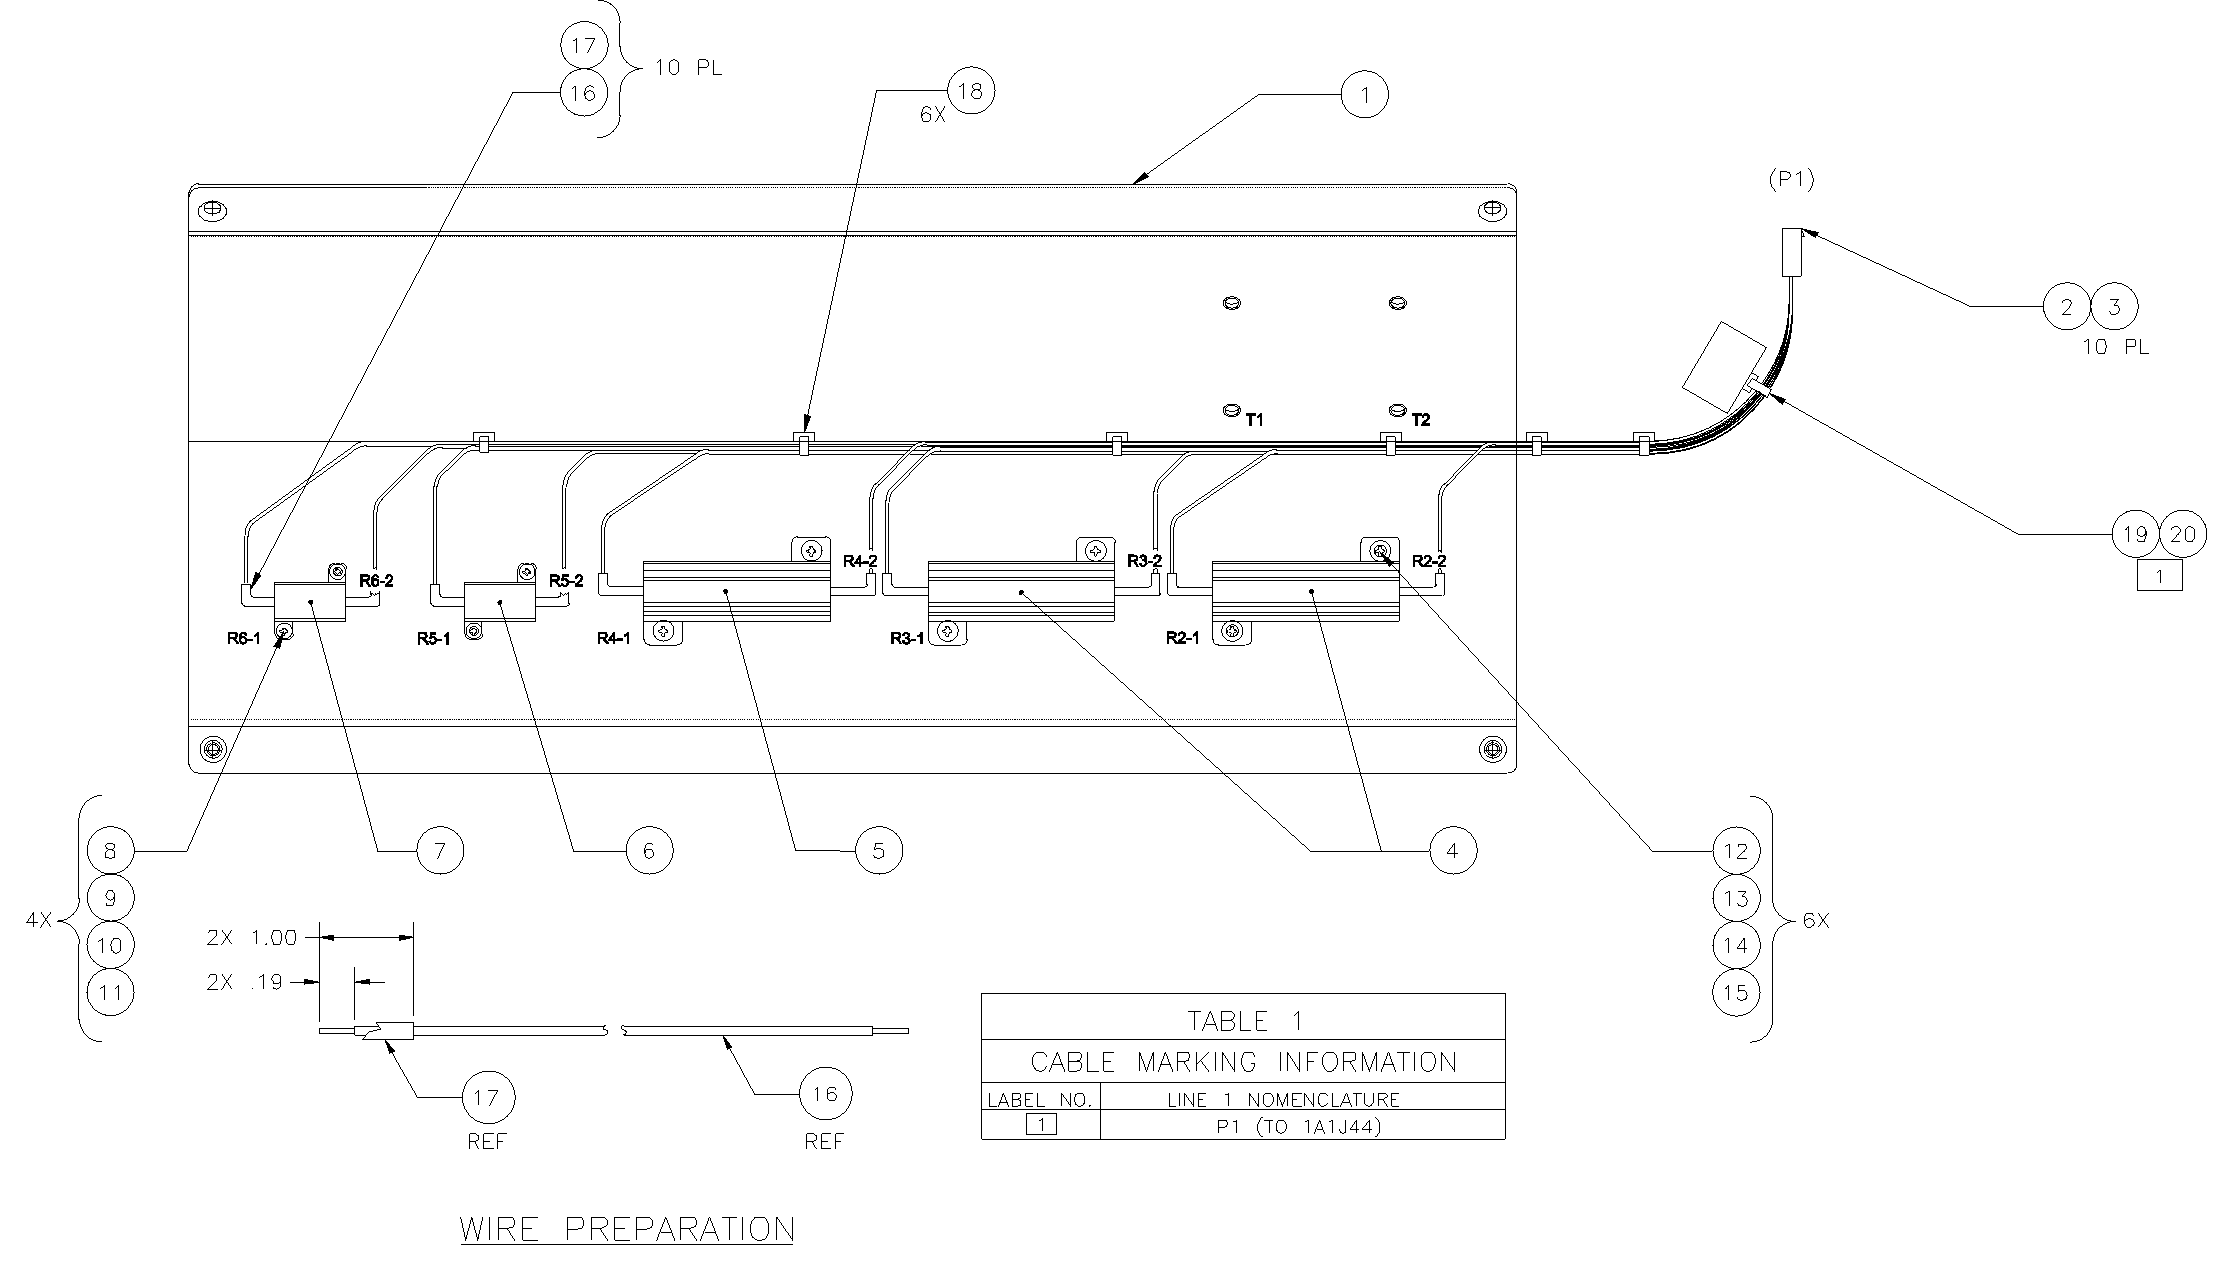 17
16
10 PL
18
6X
1
(P1)
2 3
10 PL
T1
T2
19 20
1
R6-2
R5-2
R4-2
R3-2
R2-2
R6-1
R5-1
R4-1
R3-1
R2-1
8
7
6
5
4
12
9
13
4X
6X
10
14
11
15
2X 1.00
2X .19
17
REF
16
REF
TABLE 1
CABLE MARKING INFORMATION
LABEL NO. LINE 1 NOMENCLATURE
1 P1 (TO 1A1J44)
WIRE PREPARATION